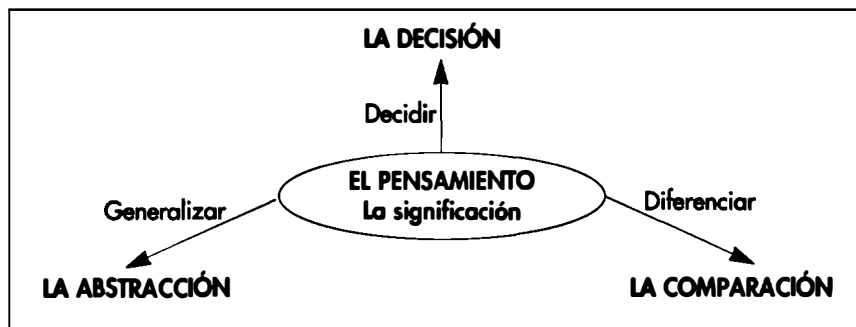 LA DECISIÓN
Decidir
EL PENSAMIENTO
La significación
Generalizar
Diferenciar
LA ABSTRACCIÓN
LA COMPARACIÓN